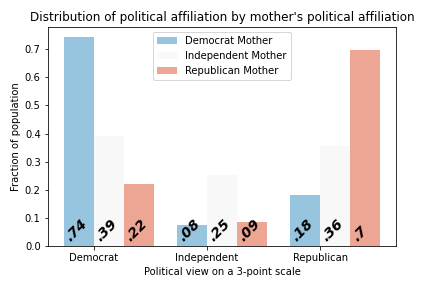 Distribution of political affiliation by mother's political affiliation
Democrat Mother
Independent Mother
Republican Mother
Fraction of population
0.7
0.6
0.5
0.4
0.3
0.2
0.1
0.0
.74 .39 .22 .08 .25 .09 .18 .36 .7
Democrat Independent Republican
Political view on a 3-point scale